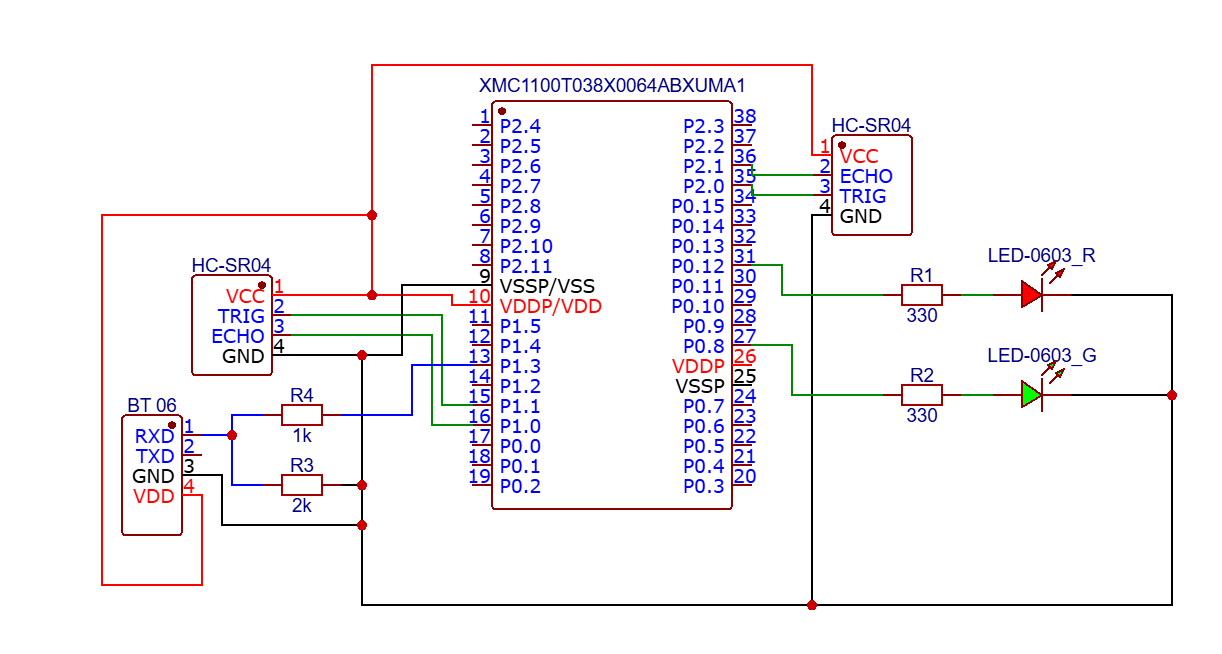 XMC1100T038X0064ABXUMA1
1 P2.4
2 P2.5
3 P2.6
4 P2.7
5 P2.8
6 P2.9
7 P2.10
8 P2.11
9 VSSP/VSS
10 VDDP/VDD
11 P1.5
12 P1.4
13 P1.3
14 P1.2
15 P1.1
16 P1.0
17 P0.0
18 P0.1
19 P0.2
P2.3 38
P2.2 37
P2.1 36
P2.0 35
P0.15 34
P0.14 33
P0.13 32
P0.12 31
P0.11 30
P0.10 29
P0.9 28
P0.8 27
VDDP 26
VSSP 25
P0.7 24
P0.6 23
P0.5 22
P0.4 21
P0.3 20
HC-SR04
1 VCC
2 ECHO
3 TRIG
4 GND
HC-SR04
VCC 1
TRIG 2
ECHO 3
GND 4
BT 06
RXD 1
TXD 2
GND 3
VDD 4
R4
1k
R3
2k
R1
330
LED-0603_R
R2
330
LED-0603_G